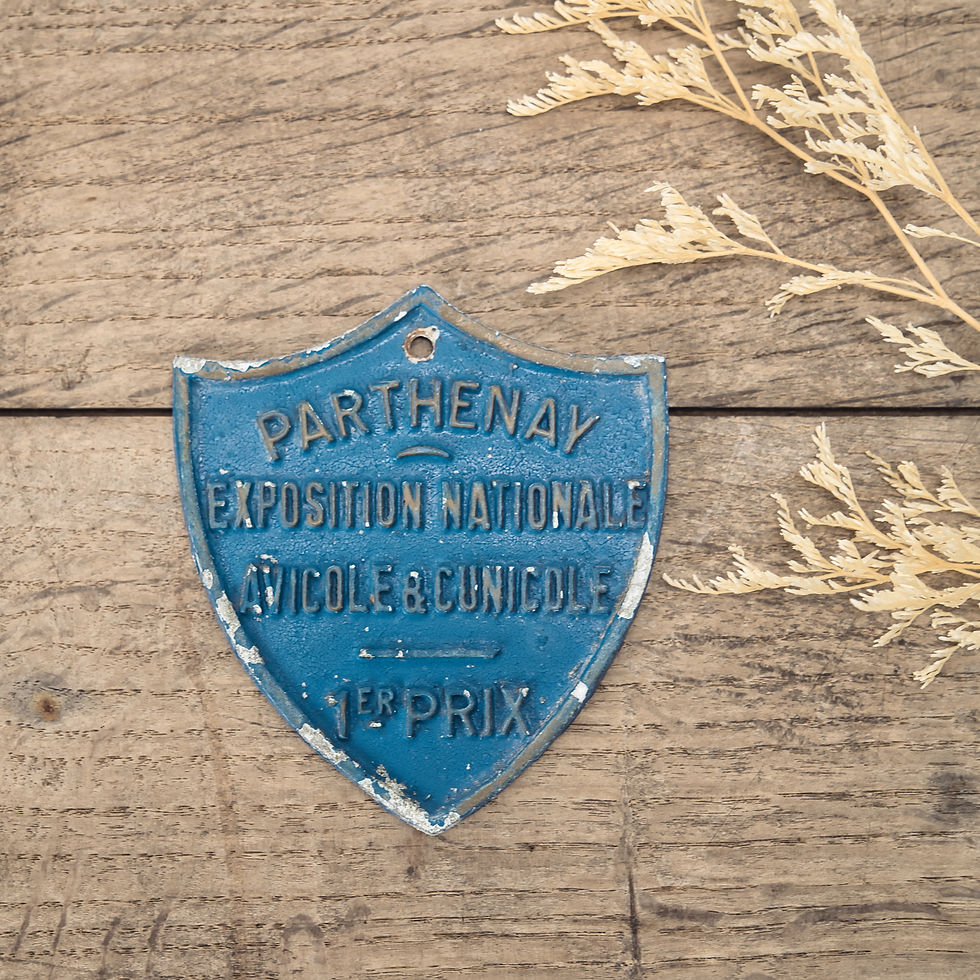 PARTHENAY
EXPOSITION NATIONALE
AVICOLE & CUNICOLE
1ER PRIX